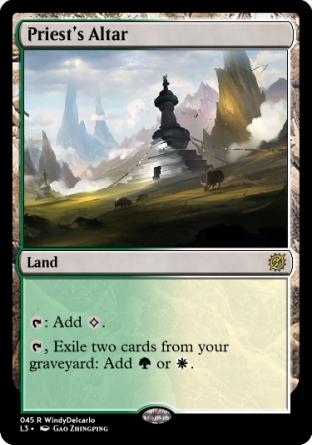 Priest's Altar
Land
: Add .
, Exile two cards from your
graveyard: Add or .
045 R WindyDelcarlo
L3 • Gao Zhingping